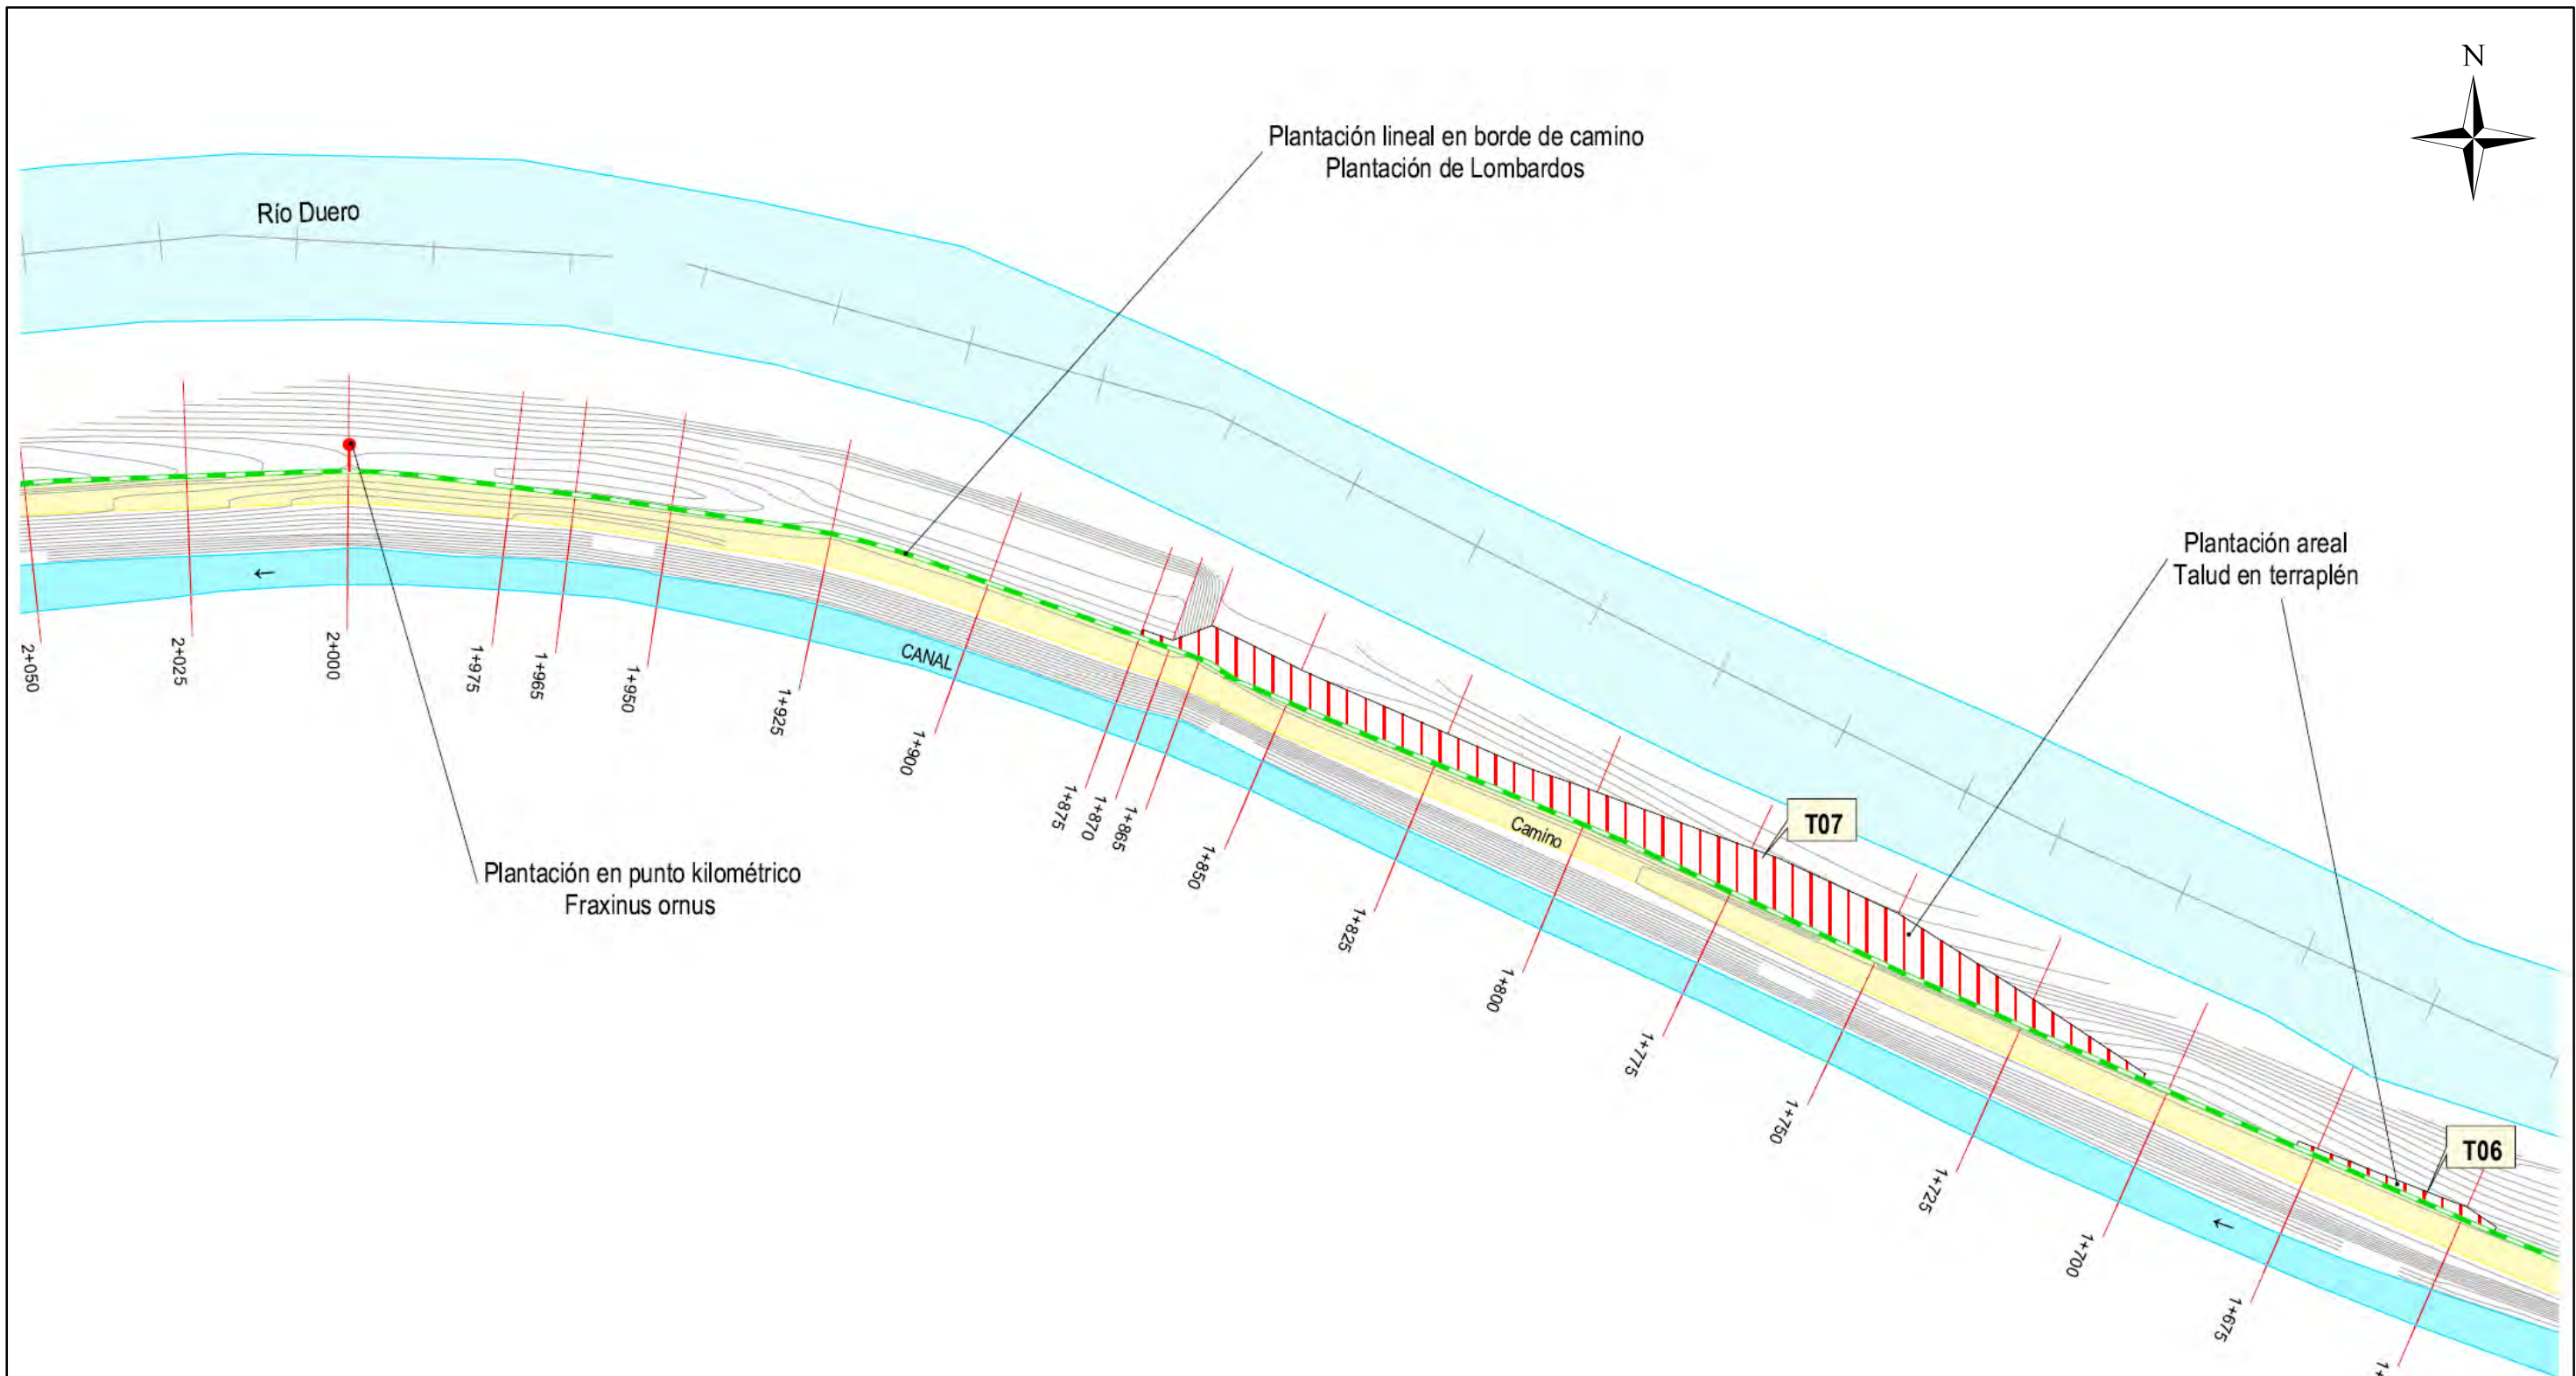 N
Plantación lineal en borde de camino
Plantación de Lombardos
Río Duero
Plantación areal
Talud en terraplén
CANAL
Camino
T07
T06
Plantación en punto kilométrico
Fraxinus ornus
2+050
2+025
2+000
1+975
1+965
1+950
1+925
1+900
1+875
1+870
1+865
1+850
1+825
1+800
1+775
1+750
1+725
1+700
1+675